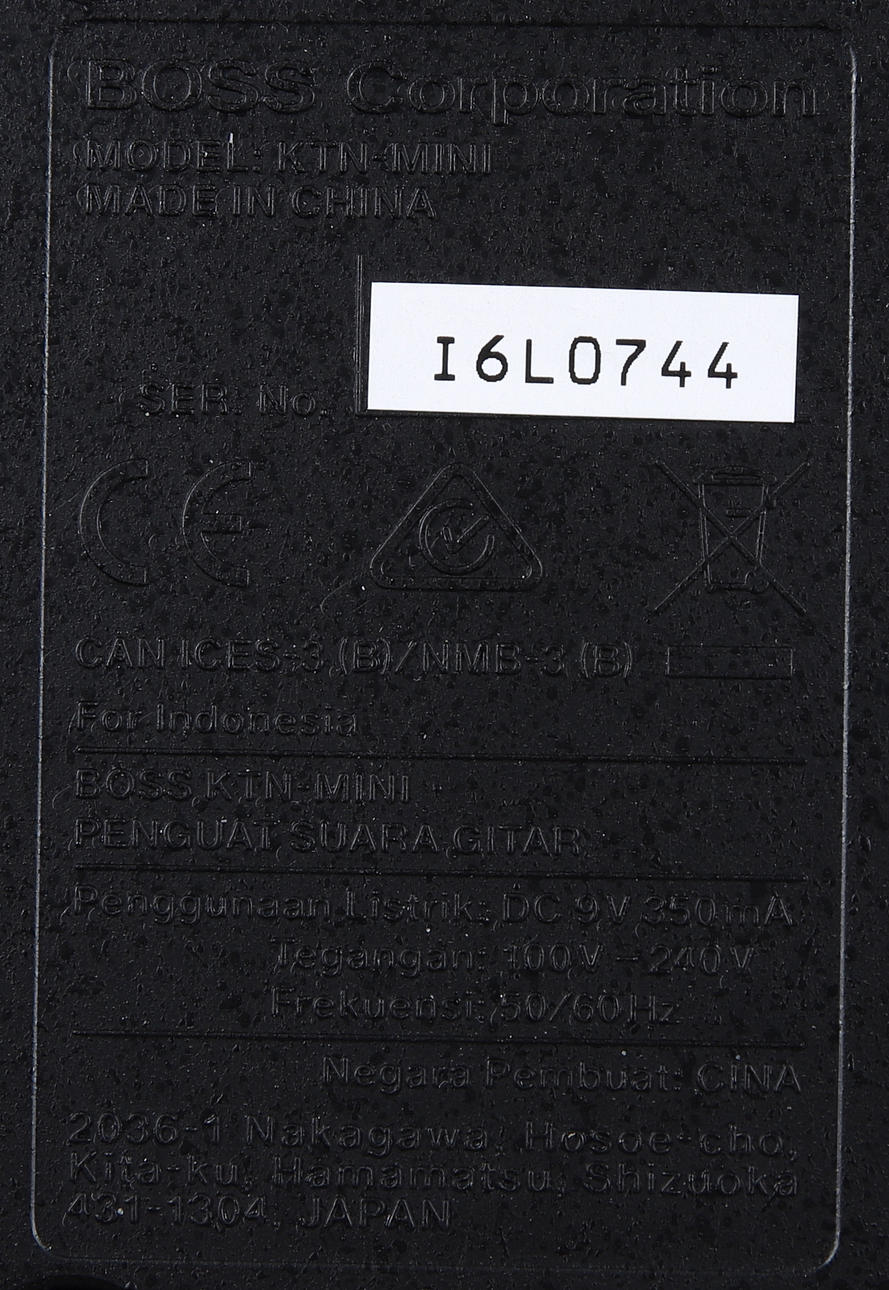 BOSS Corporation
MODEL: KTN-MINI
MADE IN CHINA
I6L0744
SER. No.
CE
CAN ICES-3 (B)/NMB-3 (B)
For Indonesia
BOSS KTN-MINI
PENGUAT SUARA GITAR
Penggunaan Listrik: DC 9V 350mA
Tegangan: 100V – 240V
Frekuensi: 50/60Hz
Negara Pembuat: CINA
2036-1 Nakagawa, Hosoe-cho,
Kita-ku, Hamamatsu, Shizuoka
431-1304, JAPAN